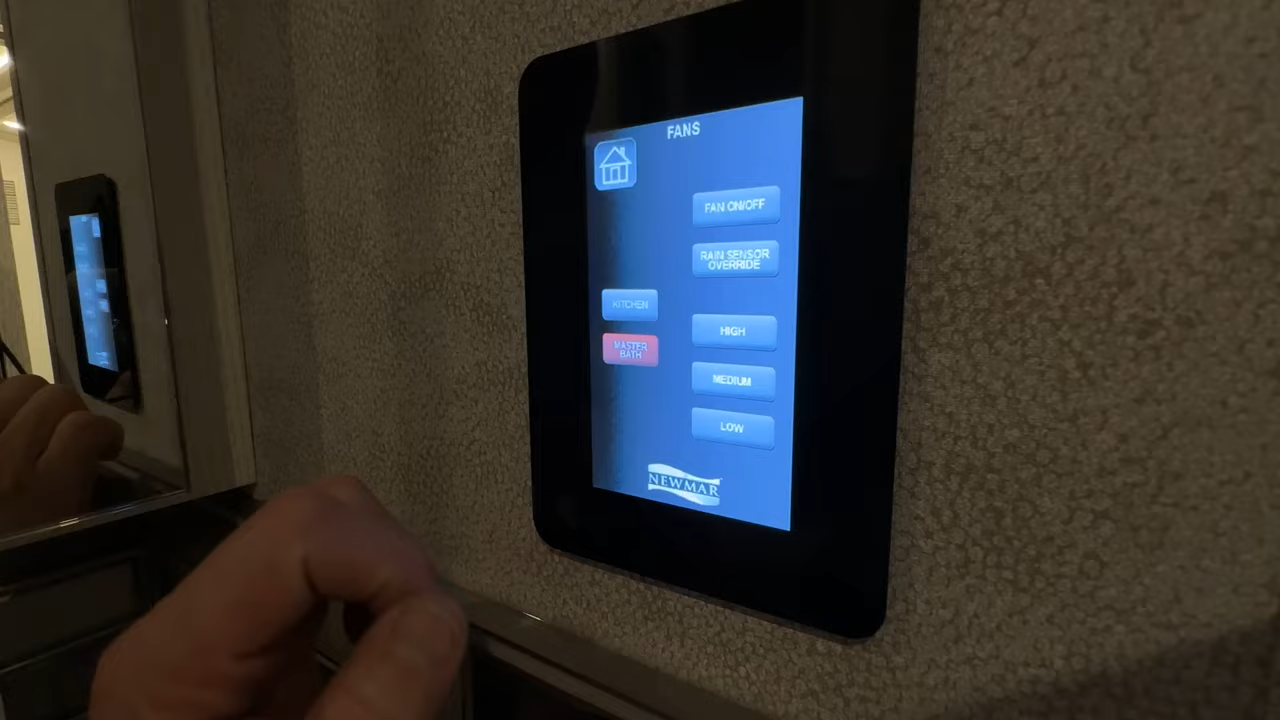 FANS
FAN ON/OFF
RAIN SENSOR
OVERRIDE
KITCHEN
MASTER
BATH
HIGH
MEDIUM
LOW
NEWMAR